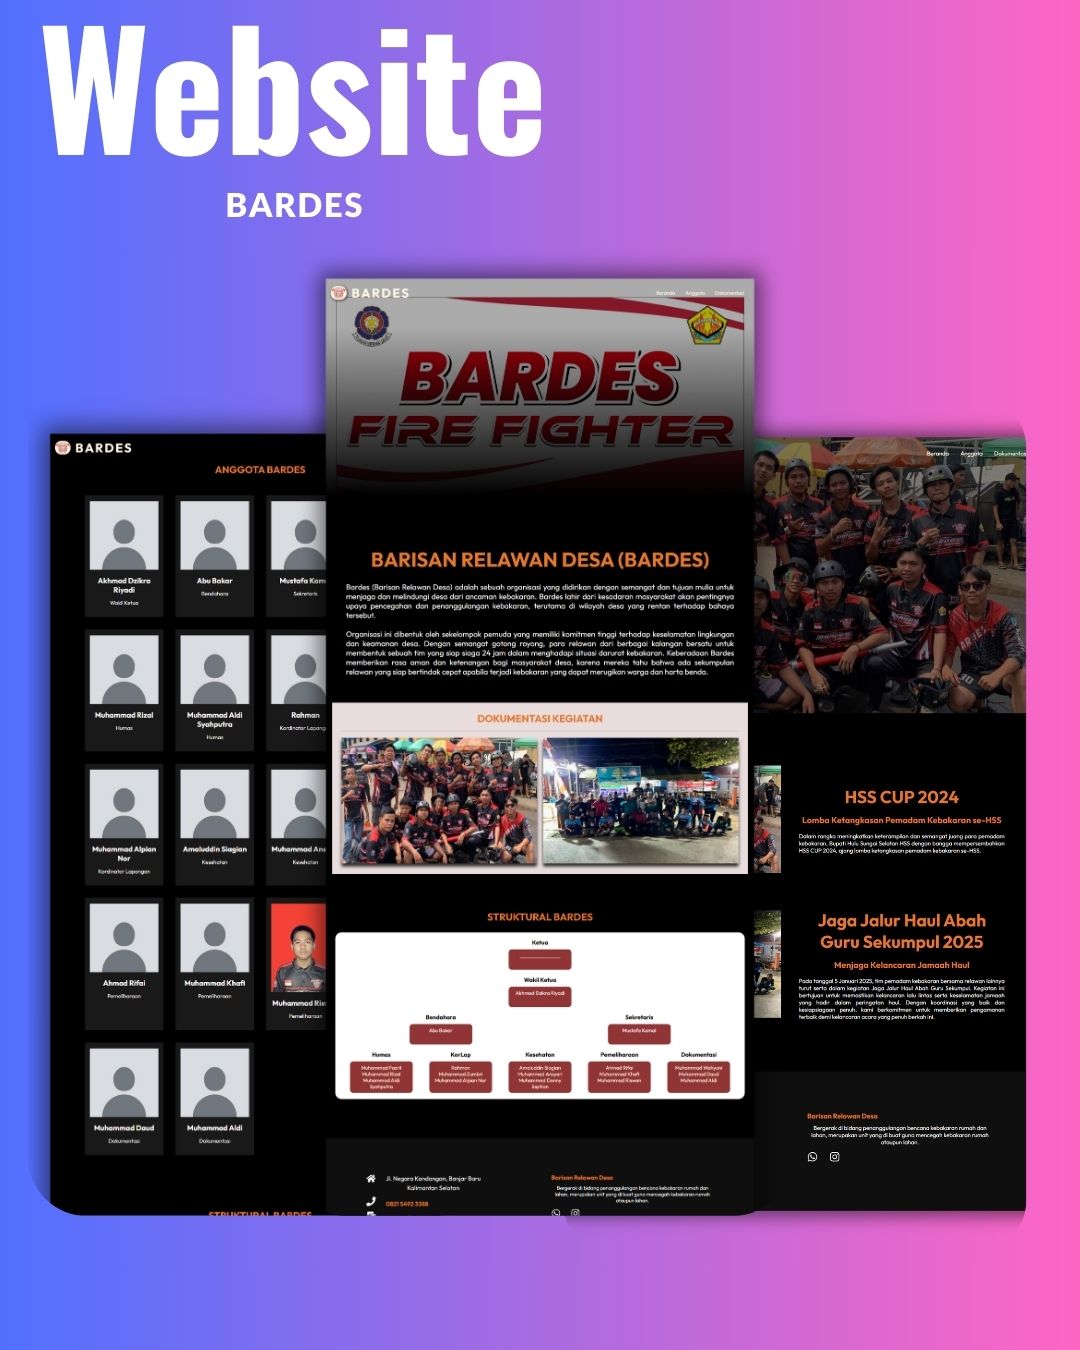 Website
BARDES
BARDES
Beranda Anggota Dokumentasi
BARDES
FIRE FIGHTER
BARISAN RELAWAN DESA (BARDES)
Bardes (Barisan Relawan Desa) adalah sebuah organisasi yang didirikan dengan semangat dan tujuan mulia untuk
menjaga dan melindungi desa dari ancaman kebakaran. Bardes lahir dari kesadaran masyarakat akan pentingnya
upaya pencegahan dan penanggulangan kebakaran, terutama di wilayah desa yang rentan terhadap bahaya
tersebut.
Organisasi ini dibentuk oleh sekelompok pemuda yang memiliki komitmen tinggi terhadap keselamatan lingkungan
dan keamanan desa. Dengan semangat gotong royong, para relawan dari berbagai kalangan bersatu untuk
membentuk sebuah tim yang siap siaga 24 jam dalam menghadapi situasi darurat kebakaran. Keberadaan Bardes
memberikan rasa aman dan ketenangan bagi masyarakat desa, karena mereka tahu bahwa ada sekumpulan
relawan yang siap bertindak cepat apabila terjadi kebakaran yang dapat merugikan warga dan harta benda.
DOKUMENTASI KEGIATAN
STRUKTURAL BARDES
Ketua
Wakil Ketua
Akhmad Dzikra Riyadi
Bendahara
Sekretaris
Abu Bakar
Mustafa Kamal
Humas
KorLap
Kesehatan
Pemeliharaan
Dokumentasi
Muhammad Fazril
Muhammad Rizal
Muhammad Aldi
Syahputra
Rahman
Muhammad Zambri
Muhammad Alpian Nor
Amaluddin Siagian
Muhammad Ansyari
Muhammad Donny
Septian
Ahmad Rifai
Muhammad Khafi
Muhammad Riswan
Muhammad Wahyuni
Muhammad Daud
Muhammad Aldi
Jl. Negara Kandangan, Banjar Baru
Kalimantan Selatan
0821 5492 3388
Barisan Relawan Desa
Bergerak di bidang penanggulangan bencana kebakaran rumah dan
lahan, merupakan unit yang di buat guna mencegah kebakaran rumah
ataupun lahan.
BARDES
ANGGOTA BARDES
Akhmad Dzikra
Riyadi
Wakil Ketua
Abu Bakar
Bendahara
Mustafa Kam
Sekretaris
Muhammad Rizal
Humas
Muhammad Aldi
Syahputra
Humas
Rahman
Kordinator Lapang
Muhammad Alpian
Nor
Kordinator Lapangan
Amaluddin Siagian
Kesehatan
Muhammad Ans
Kesehatan
Ahmad Rifai
Pemeliharaan
Muhammad Khafi
Pemeliharaan
Muhammad Ris
Pemeliharaan
Muhammad Daud
Dokumentasi
Muhammad Aldi
Dokumentasi
STRUKTURAL BARDES
Beranda Anggota Dokumentas
HSS CUP 2024
Lomba Ketangkasan Pemadam Kebakaran se-HSS
Dalam rangka meningkatkan keterampilan dan semangat juang para pemadam
kebakaran, Bupati Hulu Sungai Selatan HSS dengan bangga mempersembahkan
HSS CUP 2024, ajang lomba ketangkasan pemadam kebakaran se-HSS.
Jaga Jalur Haul Abah
Guru Sekumpul 2025
Menjaga Kelancaran Jamaah Haul
Pada tanggal 5 Januari 2025, tim pemadam kebakaran bersama relawan lainnya
turut serta dalam kegiatan Jaga Jalur Haul Abah Guru Sekumpul. Kegiatan ini
bertujuan untuk memastikan kelancaran lalu lintas serta keselamatan jamaah
yang hadir dalam peringatan haul. Dengan koordinasi yang baik dan
kesiapsiagaan penuh, kami berkomitmen untuk memberikan pengamanan
terbaik demi kelancaran acara yang penuh berkah ini.
Barisan Relawan Desa
Bergerak di bidang penanggulangan bencana kebakaran rumah dan
lahan, merupakan unit yang di buat guna mencegah kebakaran rumah
ataupun lahan.